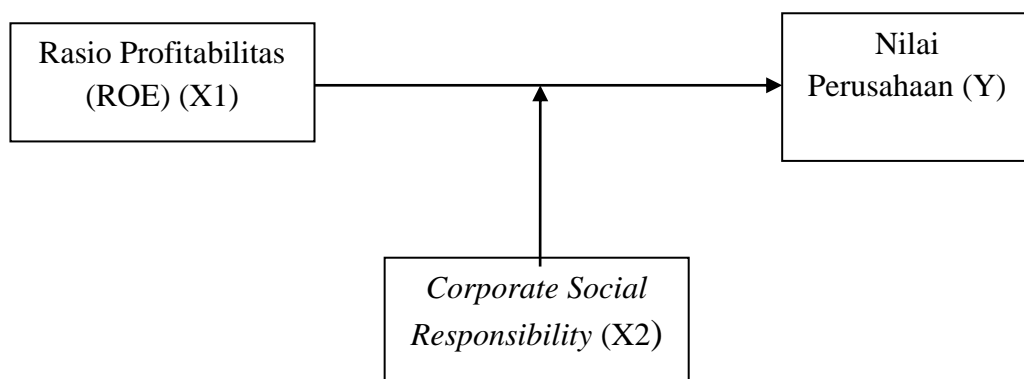 Rasio Profitabilitas
(ROE) (X1)
Nilai
Perusahaan (Y)
Corporate Social
Responsibility (X2)